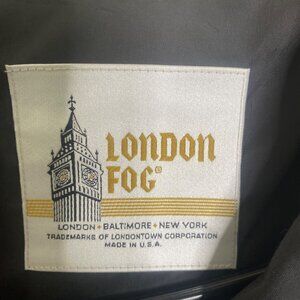 LONDON
FOG®
LONDON • BALTIMORE • NEW YORK
TRADEMARKS OF LONDONTOWN CORPORATION
MADE IN U.S.A.